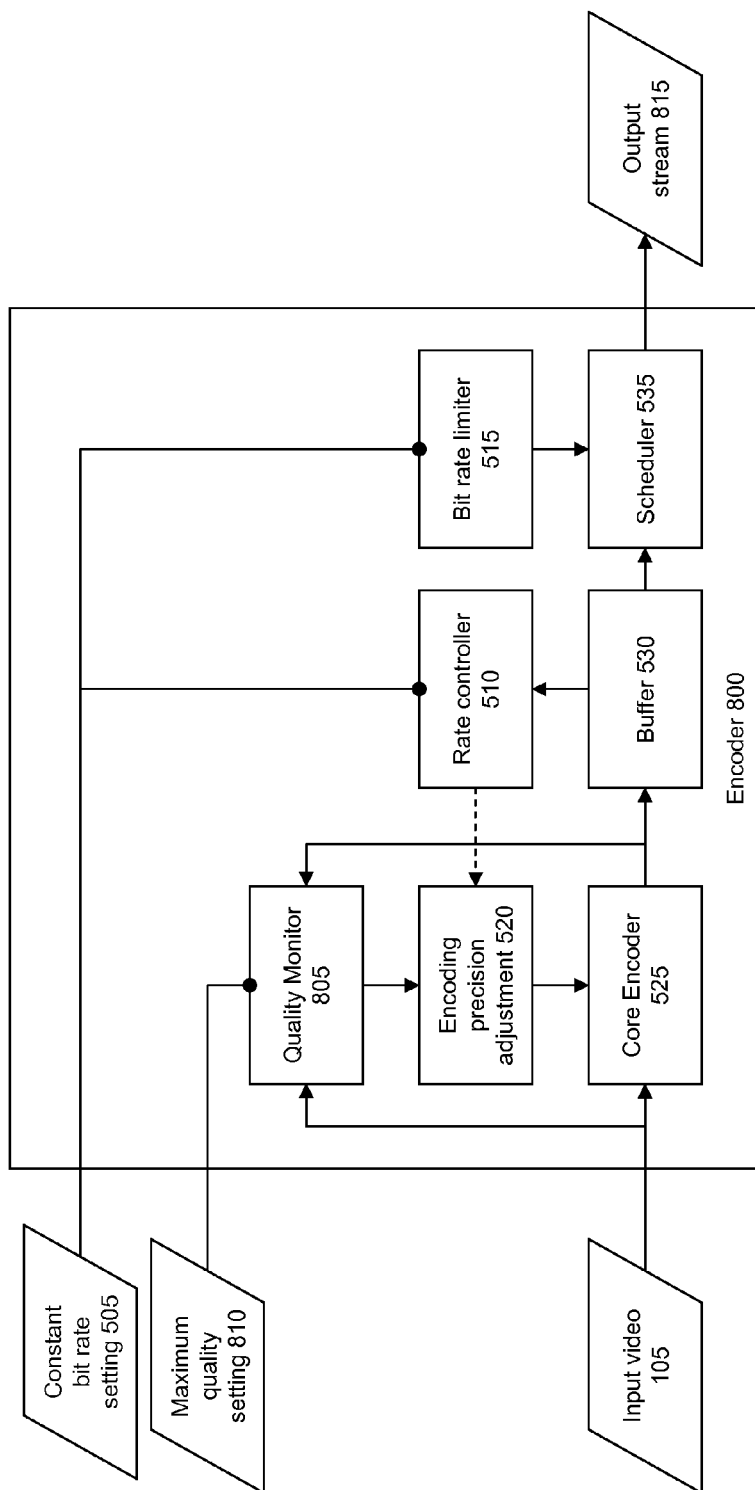 Constant
bit rate
setting 505
Maximum
quality
setting 810
Input video
105
Quality Monitor
805
Encoding
precision
adjustment 520
Core Encoder
525
Rate controller
510
Buffer 530
Bit rate limiter
515
Scheduler 535
Encoder 800
Output
stream 815